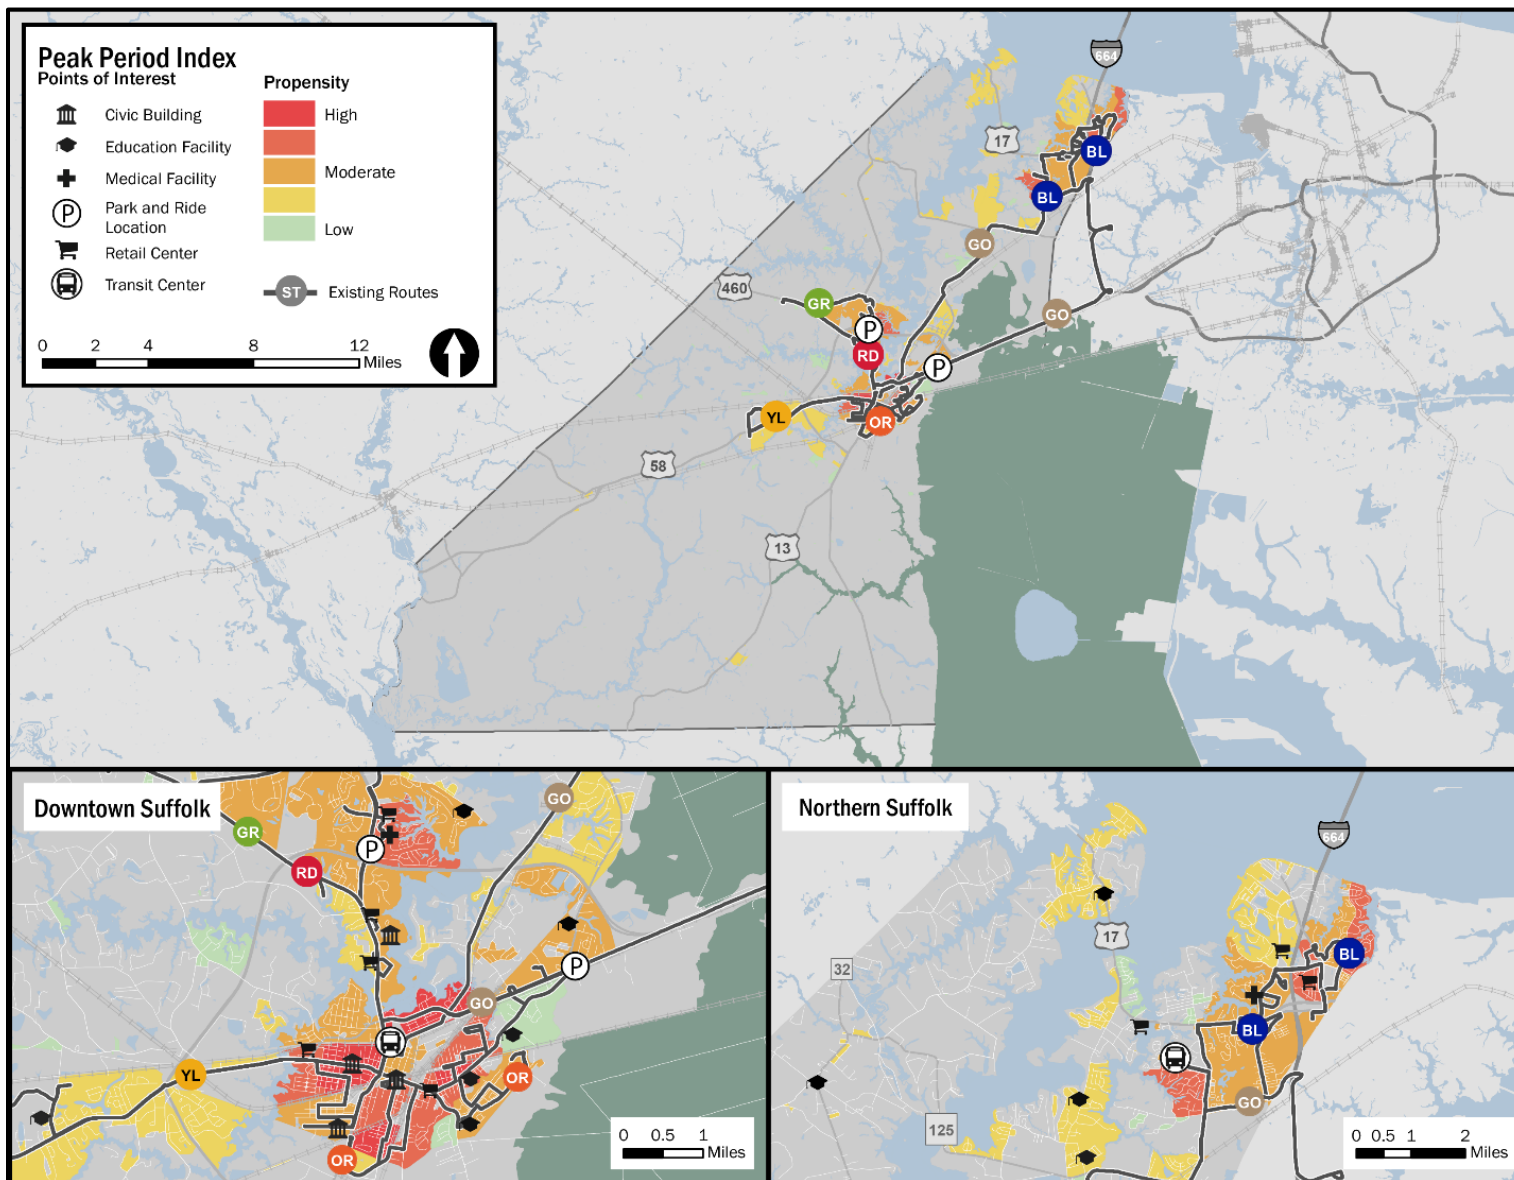 Peak Period Index
Points of Interest
Civic Building
Education Facility
Medical Facility
P
Park and Ride
Location
Retail Center
Transit Center
Propensity
High
Moderate
Low
ST
Existing Routes
0 2 4 8 12
Miles
664
17
BL
BL
GO
460
GR
P
GO
RD
P
YL
OR
58
13
Downtown Suffolk
GO
GR
P
RD
P
GO
YL
OR
OR
0 0.5 1
Miles
Northern Suffolk
664
17
32
BL
BL
GO
125
0 0.5 1 2
Miles